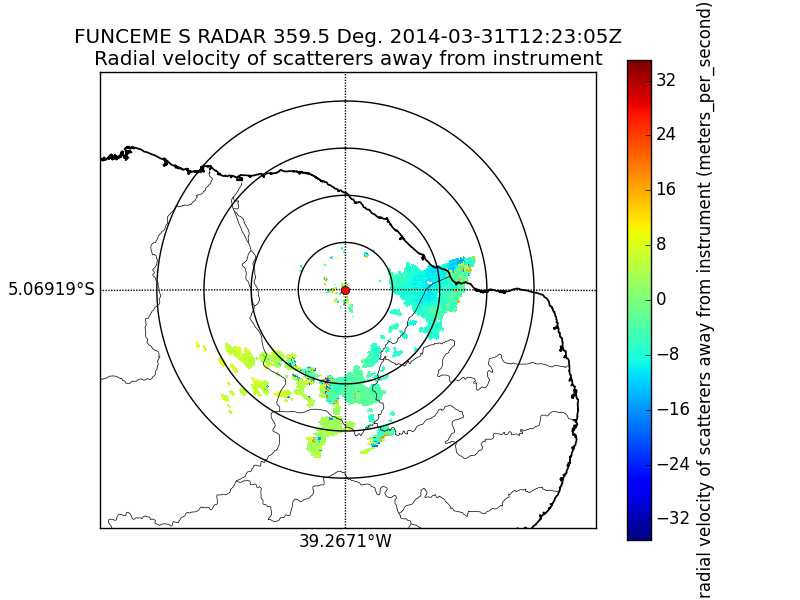 FUNCEME S RADAR 359.5 Deg. 2014-03-31T12:23:05Z
Radial velocity of scatterers away from instrument
5.06919°S
39.2671°W
32
24
16
8
0
−8
−16
−24
−32
radial velocity of scatterers away from instrument (meters_per_second)